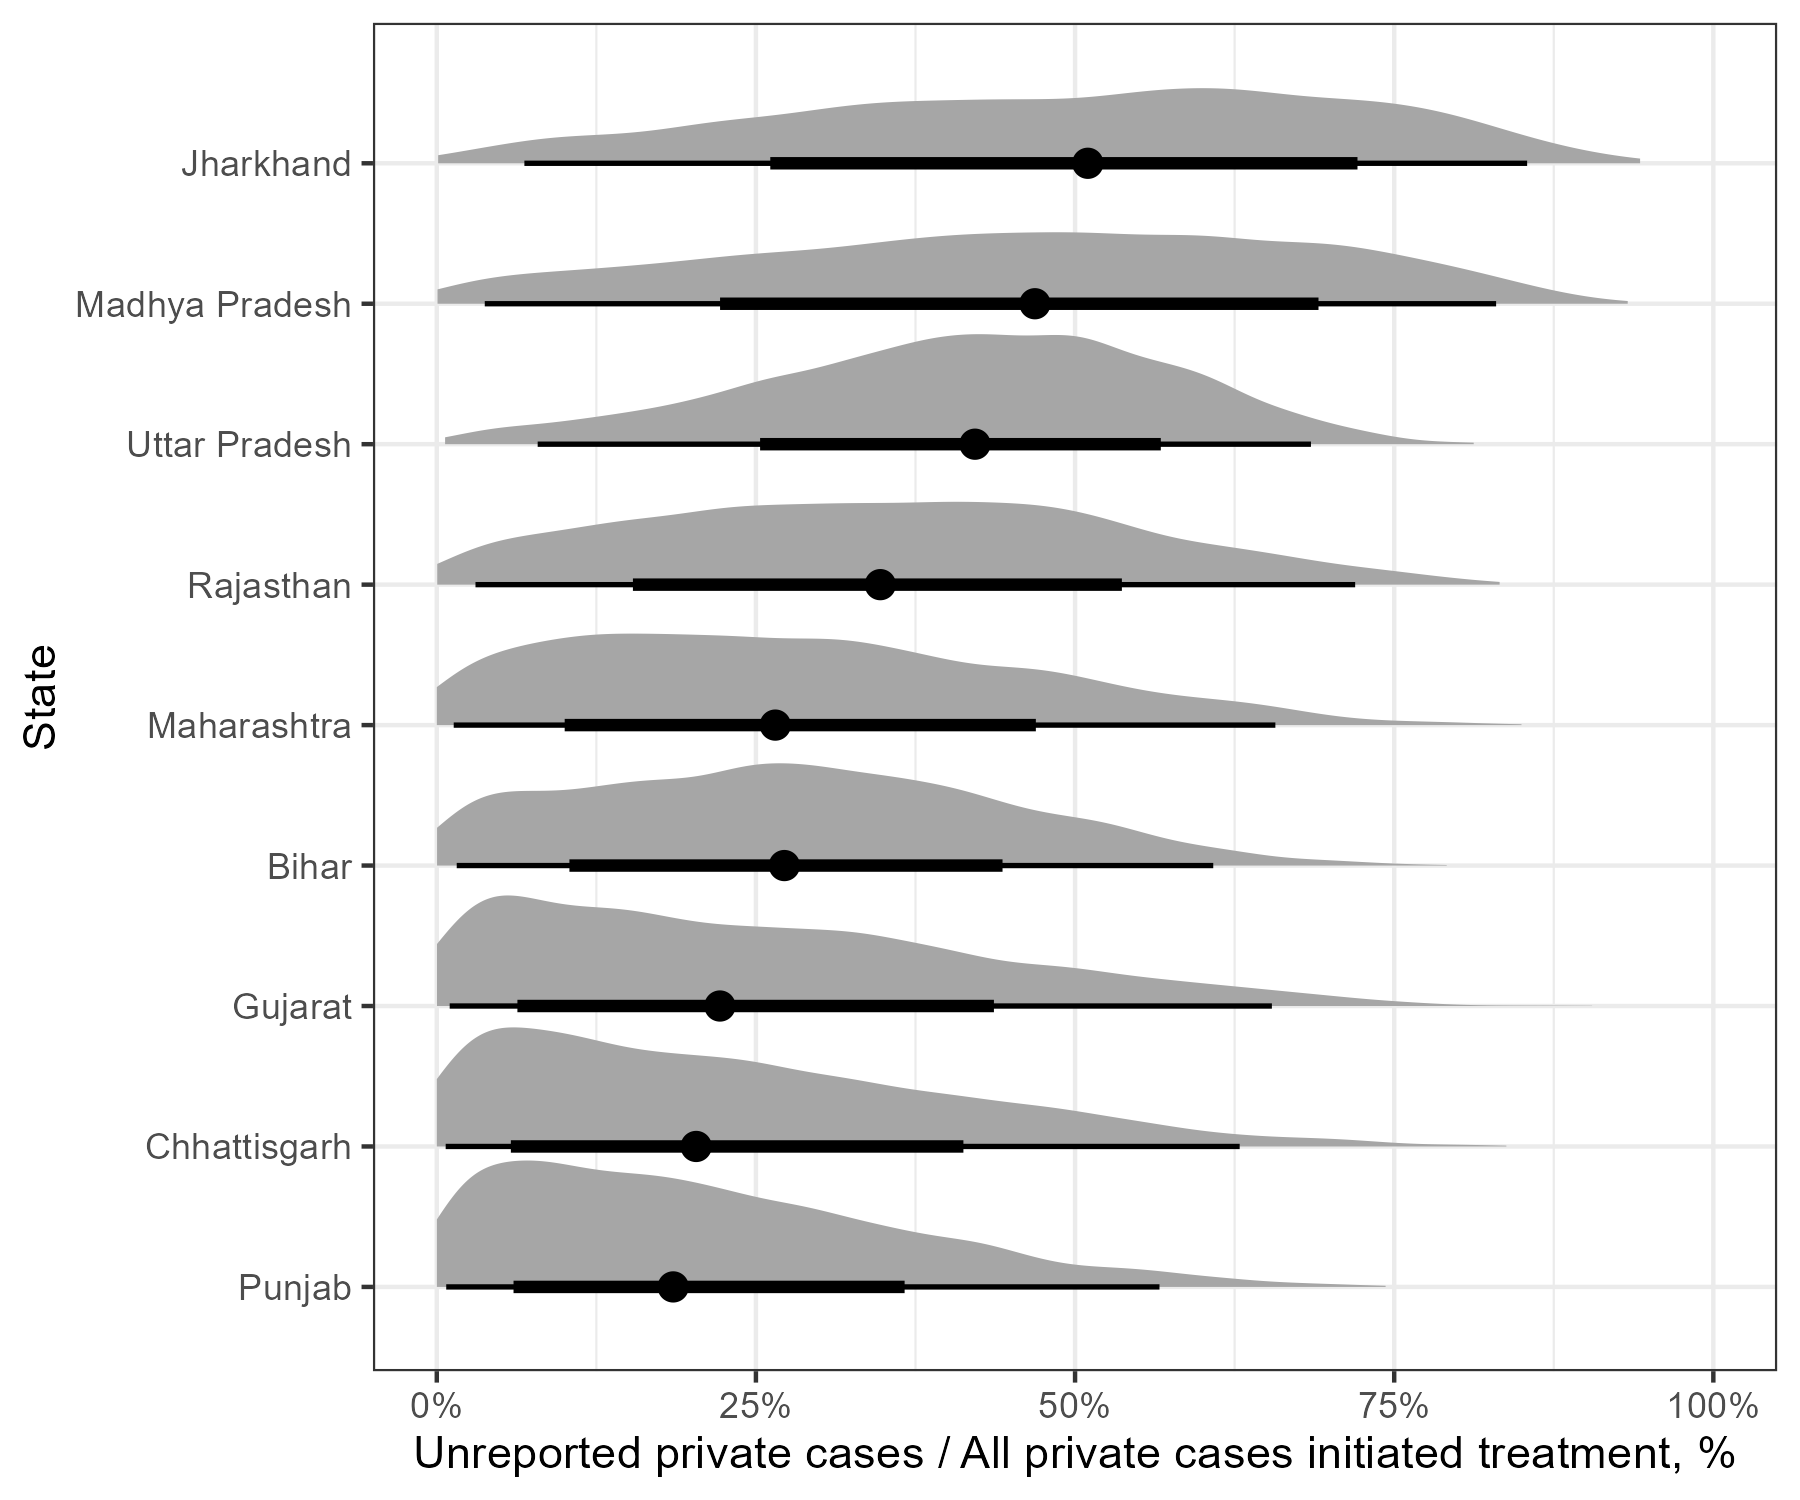 Jharkhand
Madhya Pradesh
Uttar Pradesh
Rajasthan
Maharashtra
Bihar
Gujarat
Chhattisgarh
Punjab
State
0% 25% 50% 75% 100%
Unreported private cases / All private cases initiated treatment, %